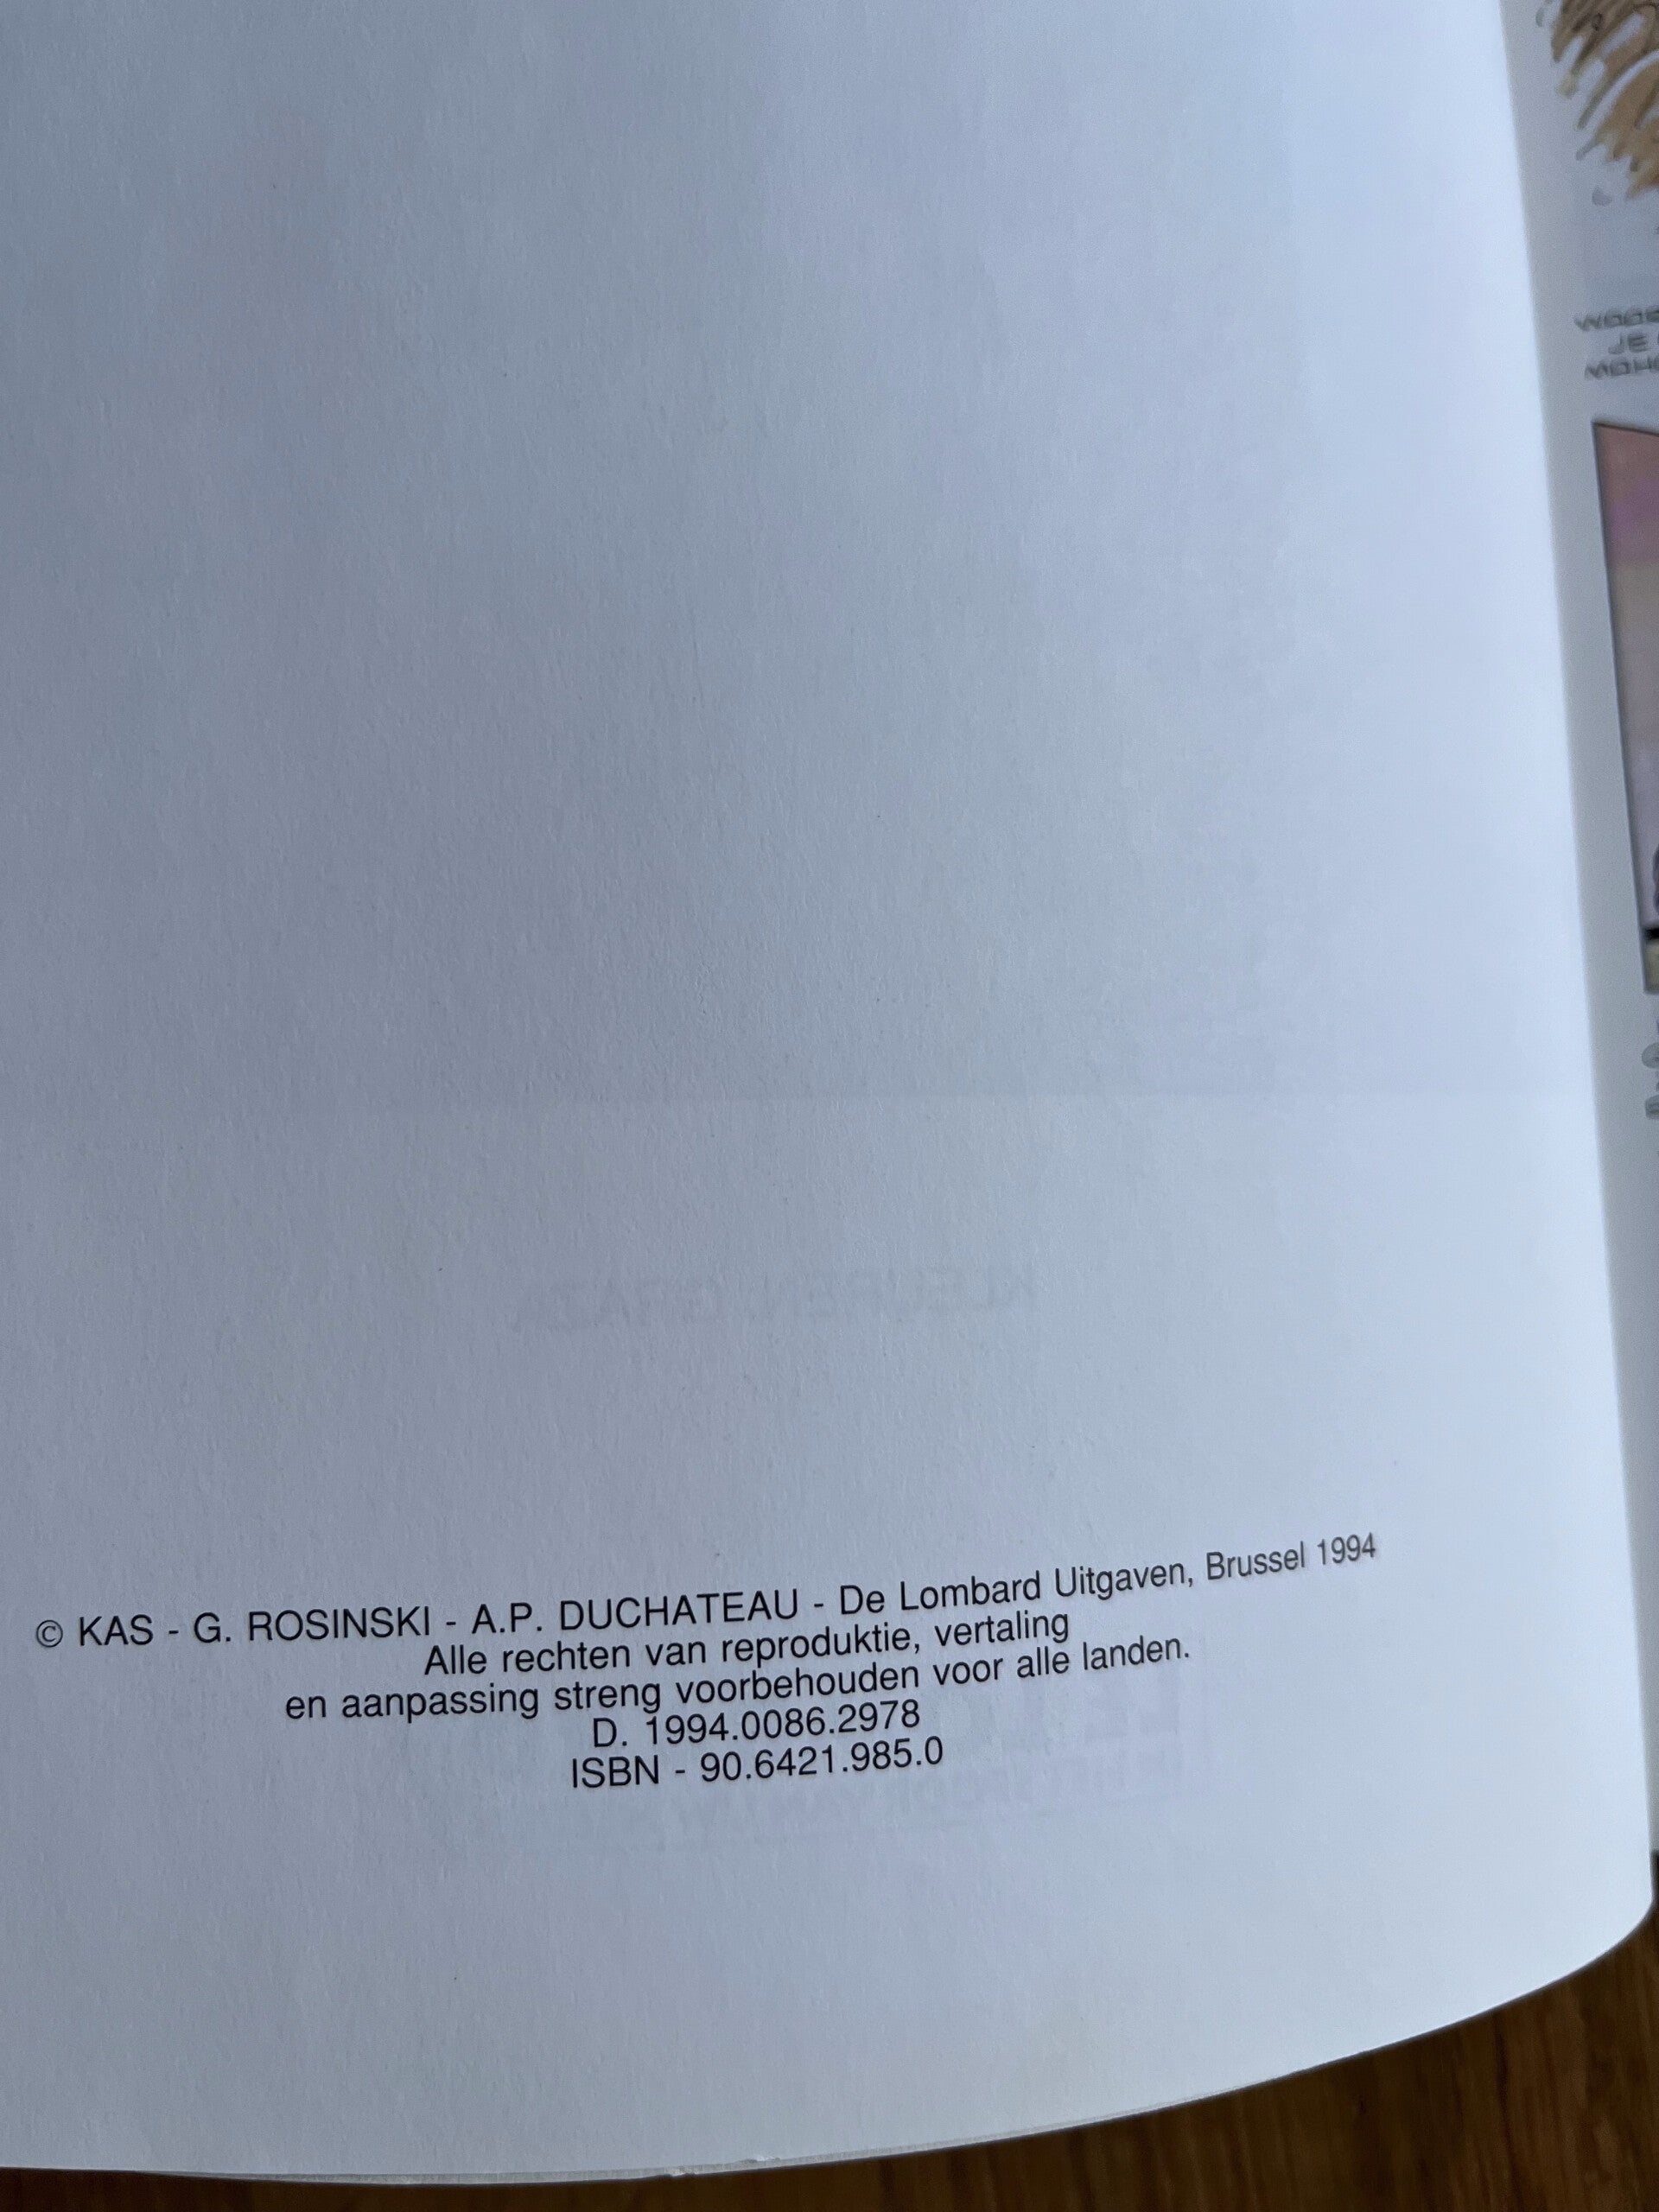 © KAS - G. ROSINSKI - A.P. DUCHATEAU - De Lombard Uitgaven, Brussel 1994
Alle rechten van reproduktie, vertaling
en aanpassing streng voorbehouden voor alle landen.
D. 1994.0086.2978
ISBN - 90.6421.985.0
JE